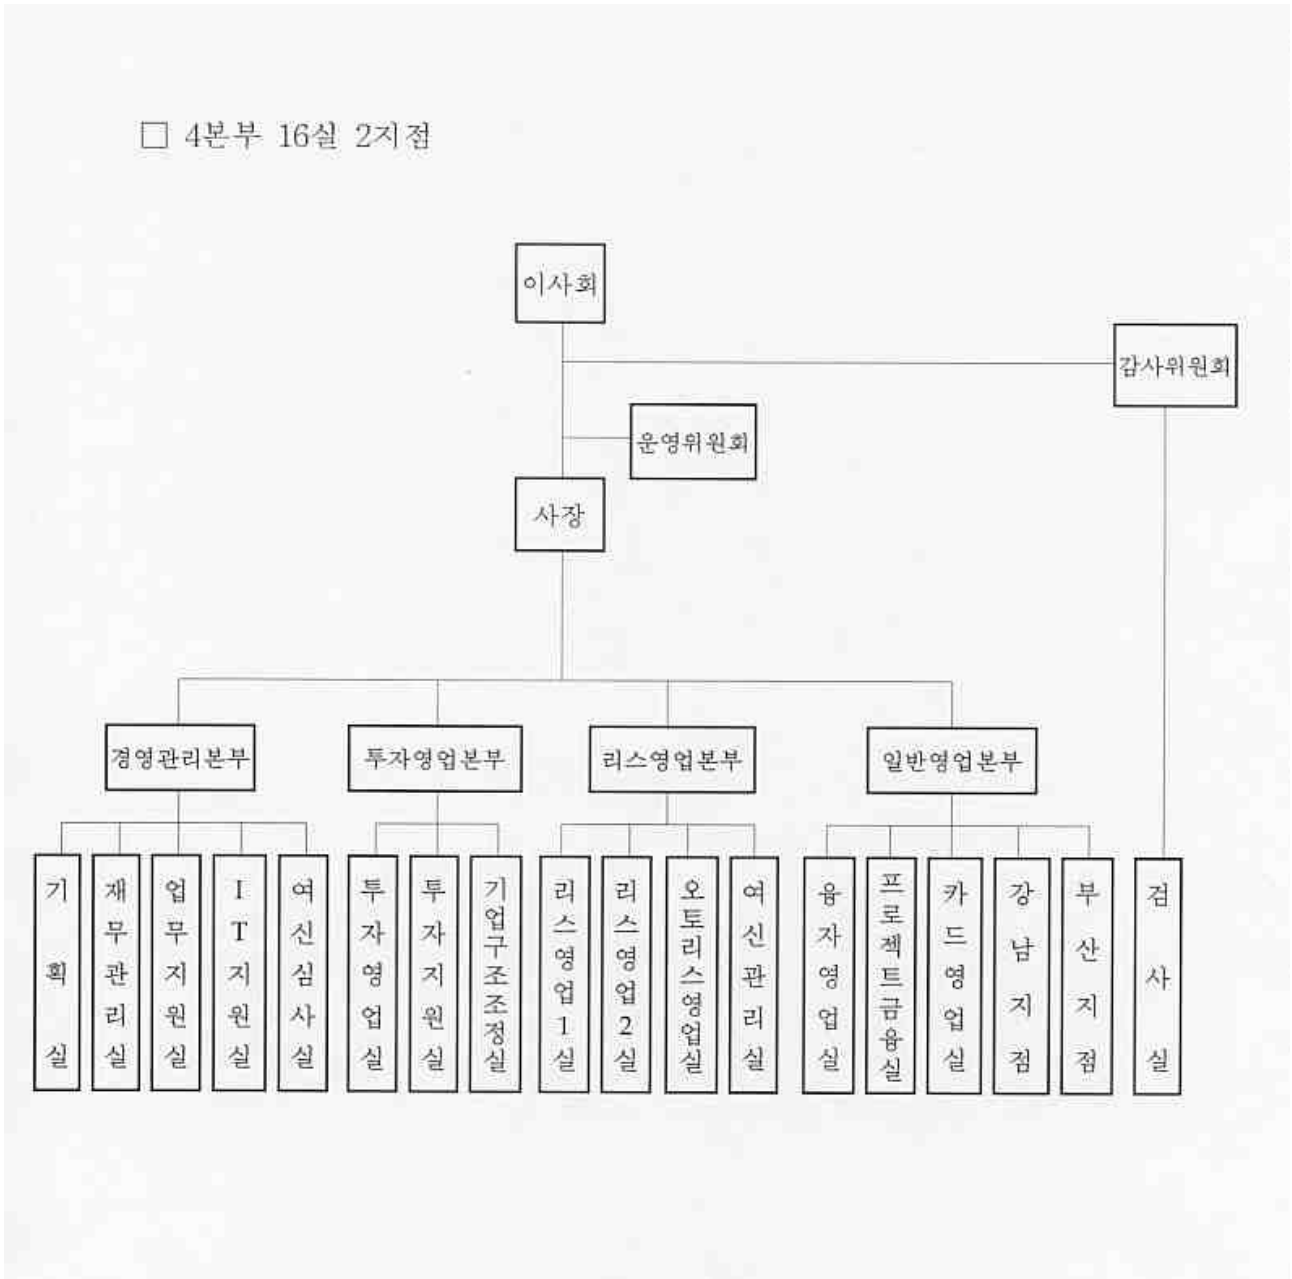 □ 4본부 16실 2지점
이사회
감사위원회
운영위원회
사장
경영관리본부
투자영업본부
리스영업본부
일반영업본부
기획실
재무관리실
업무지원실
IT지원실
여신심사실
투자영업실
투자지원실
기업구조조정실
리스영업1실
리스영업2실
오토리스영업실
여신관리실
융자영업실
프로젝트금융실
카드영업실
강남지점
부산지점
검사실